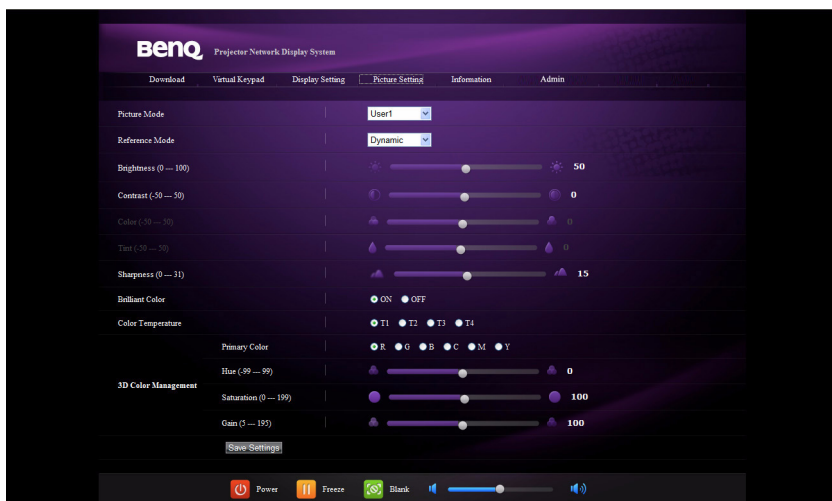 BenQ Projector Network Display System
Download Virtual Keypad Display Setting Picture Setting Information Admin
Picture Mode User1
Reference Mode Dynamic
Brightness (0 --- 100) 50
Contrast (-50 --- 50) 0
Color (-50 --- 50) 0
Tint (-50 --- 50) 0
Sharpness (0 --- 31) 15
Brilliant Color ON OFF
Color Temperature T1 T2 T3 T4
Primary Color R G B C M Y
Hue (-99 --- 99) 0
3D Color Management
Saturation (0 --- 199) 100
Gain (5 --- 195) 100
Save Settings
Power Freeze Blank